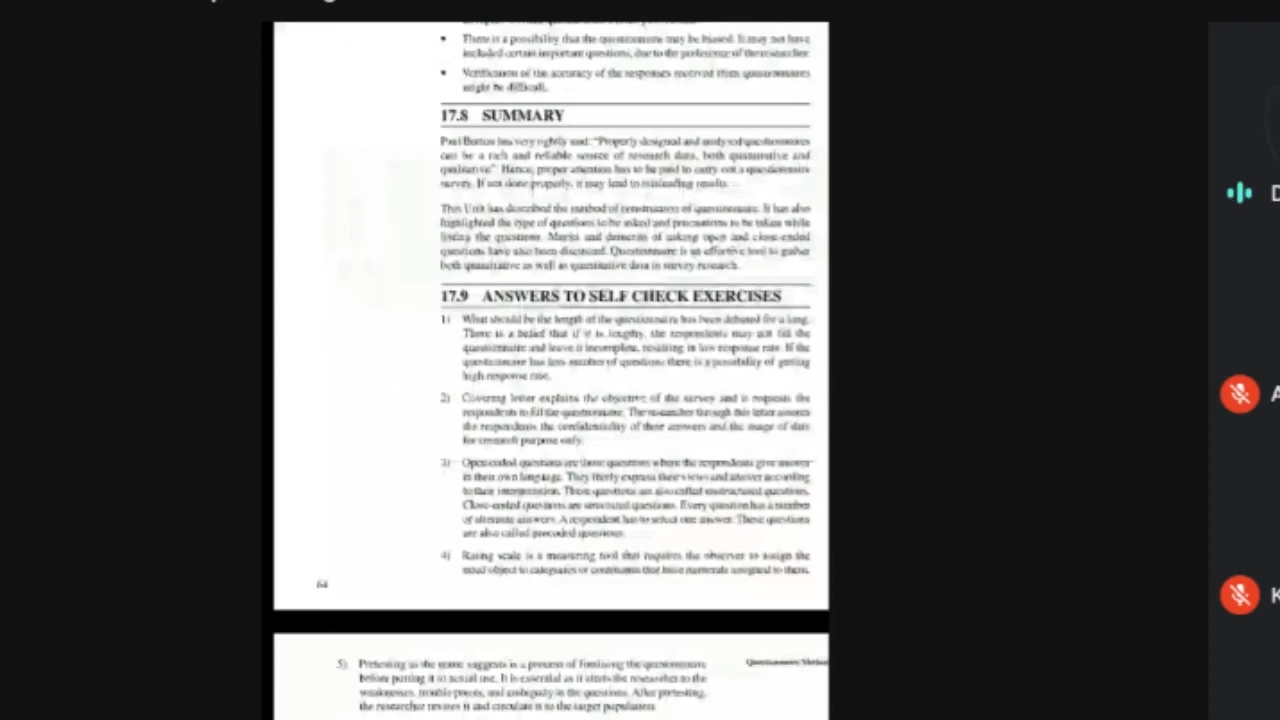 • There is a possibility that the questionnaire may be biased. It may not have
included certain important questions, due to the preference of the researcher.
• Verification of the accuracy of the responses received from questionnaires
might be difficult.
17.8 SUMMARY
Paul Burton has very rightly said: "Properly designed and analysed questionnaires
can be a rich and reliable source of research data, both quantitative and
qualitative". Hence, proper attention has to be paid to carry out a questionnaire
survey. If not done properly, it may lead to misleading results.
This Unit has described the method of construction of questionnaire. It has also
highlighted the type of questions to be asked and precautions to be taken while
listing the questions. Merits and demerits of asking open and close-ended
questions have also been discussed. Questionnaire is an effective tool to gather
both quantitative as well as quantitative data in survey research.
17.9 ANSWERS TO SELF CHECK EXERCISES
1) What should be the length of the questionnaire has been debated for a long.
There is a belief that if it is lengthy, the respondents may not fill the
questionnaire and leave it incomplete, resulting in low response rate. If the
questionnaire has less number of questions there is a possibility of getting
high response rate.
2) Covering letter explains the objective of the survey and it requests the
respondents to fill the questionnaire. The researcher through this letter assures
the respondents the confidentiality of their answers and the usage of data
for research purpose only.
3) Open ended questions are those questions where the respondents give answer
in their own language. They freely express their views and answer according
to their interpretation. These questions are also called unstructured questions.
Close-ended questions are structured questions. Every question has a number
of alternate answers. A respondent has to select one answer. These questions
are also called precoded questions.
4) Rating scale is a measuring tool that requires the observer to assign the
rated object to categories or continuums that have numerals assigned to them.
64
5) Pretesting as the name suggests is a process of finalising the questionnaire
before putting it to actual use. It is essential as it alerts the researcher to the
weaknesses, trouble points, and ambiguity in the questions. After pretesting,
the researcher revises it and circulate it to the target population.
Questionnaire Method
D
A
K